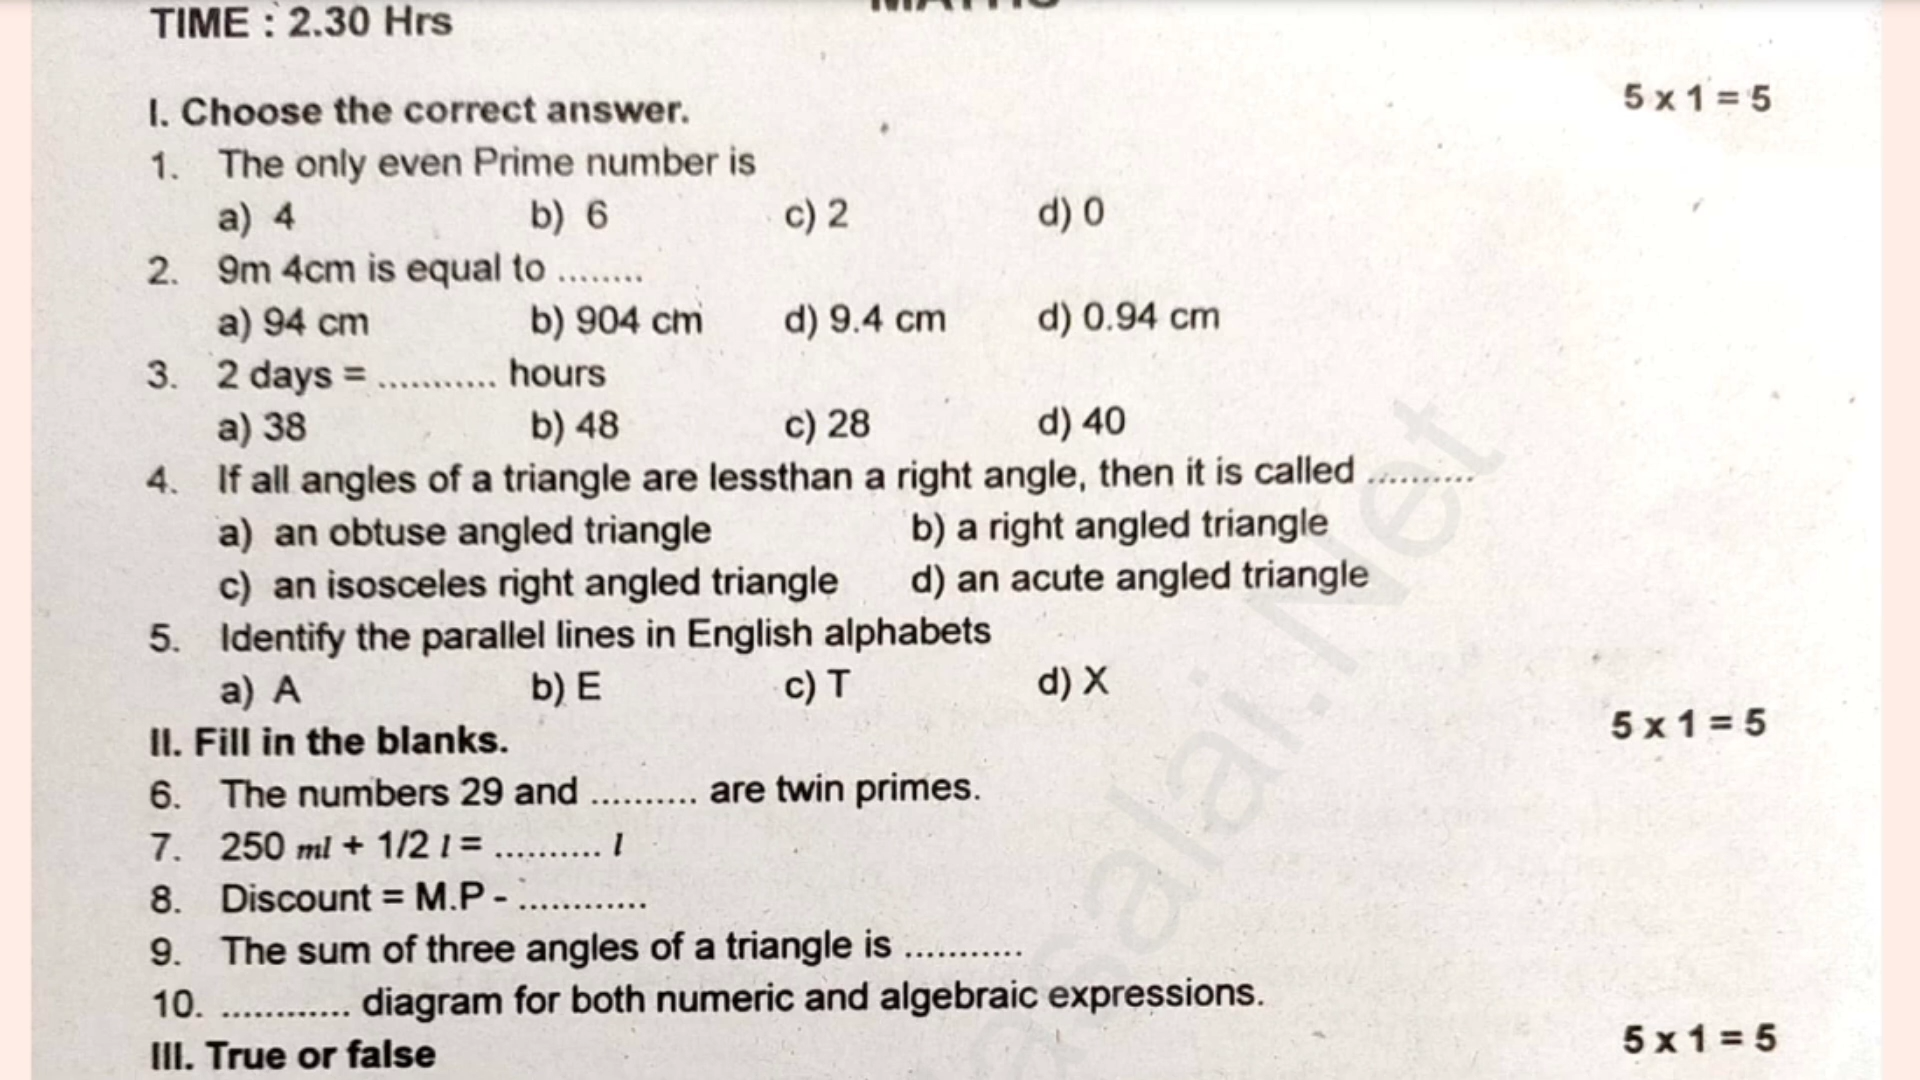 TIME : 2.30 Hrs
MATHS
I. Choose the correct answer. 5 x 1 = 5
1. The only even Prime number is
a) 4 b) 6 c) 2 d) 0
2. 9m 4cm is equal to ........
a) 94 cm b) 904 cm d) 9.4 cm d) 0.94 cm
3. 2 days = ........... hours
a) 38 b) 48 c) 28 d) 40
4. If all angles of a triangle are lessthan a right angle, then it is called ..........
a) an obtuse angled triangle b) a right angled triangle
c) an isosceles right angled triangle d) an acute angled triangle
5. Identify the parallel lines in English alphabets
a) A b) E c) T d) X
II. Fill in the blanks. 5 x 1 = 5
6. The numbers 29 and .......... are twin primes.
7. 250 ml + 1/2 l = .......... l
8. Discount = M.P - ............
9. The sum of three angles of a triangle is ...........
10. ............ diagram for both numeric and algebraic expressions.
III. True or false 5 x 1 = 5